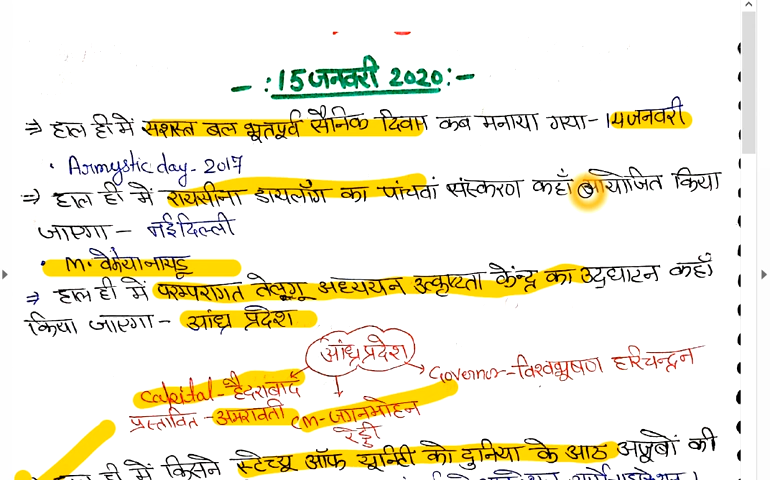 - : 15 जनवरी 2020 : -
⇒ हाल ही में सशस्त बल भूतपूर्व सैनिक दिवस कब मनाया गया - 14 जनवरी
• Armystic day - 2017
⇒ हाल ही में रायसीना डायलॉग का पांचवां संस्करण कहाँ आयोजित किया
जाएगा - नईदिल्ली
• M. वैंकैया नायडू
⇒ हाल ही में परम्परागत तेलूगू अध्ययन उत्कृष्टता केन्द्र का उद्घाटन कहाँ
किया जाएगा - आंध्र प्रदेश
आंध्र प्रदेश
Capital - हैदराबाद
Governor - विश्वभूषण हरिचन्द्रन
प्रस्तावित - अमरावती
CM - जगनमोहन
रेड्डी
हाल ही में किसने स्टेच्यू ऑफ यूनिटी को दुनिया के आठ अजूबों की